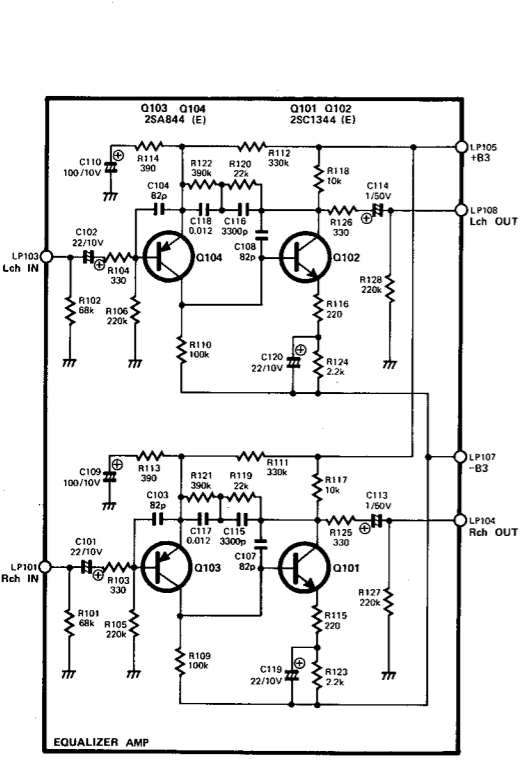 Q103 Q104
2SA844 (E)
Q101 Q102
2SC1344 (E)
C110
100/10V
R114
390
R112
330k
LP105
+B3
R122
390k
R120
22k
R118
10k
C104
82p
C114
1/50V
LP108
Lch OUT
C118
0.012
C116
3300p
R126
330
C102
22/10V
C108
82p
LP103
Lch IN
R104
330
Q104
Q102
R128
220k
R102
68k
R106
220k
R116
220
R110
100k
C120
22/10V
R124
2.2k
C109
100/10V
R113
390
R111
330k
LP107
-B3
R121
390k
R119
22k
R117
10k
C103
82p
C113
1/50V
LP104
Rch OUT
C117
0.012
C115
3300p
R125
330
C101
22/10V
C107
82p
LP101
Rch IN
R103
330
Q103
Q101
R127
220k
R101
68k
R105
220k
R115
220
R109
100k
C119
22/10V
R123
2.2k
EQUALIZER AMP